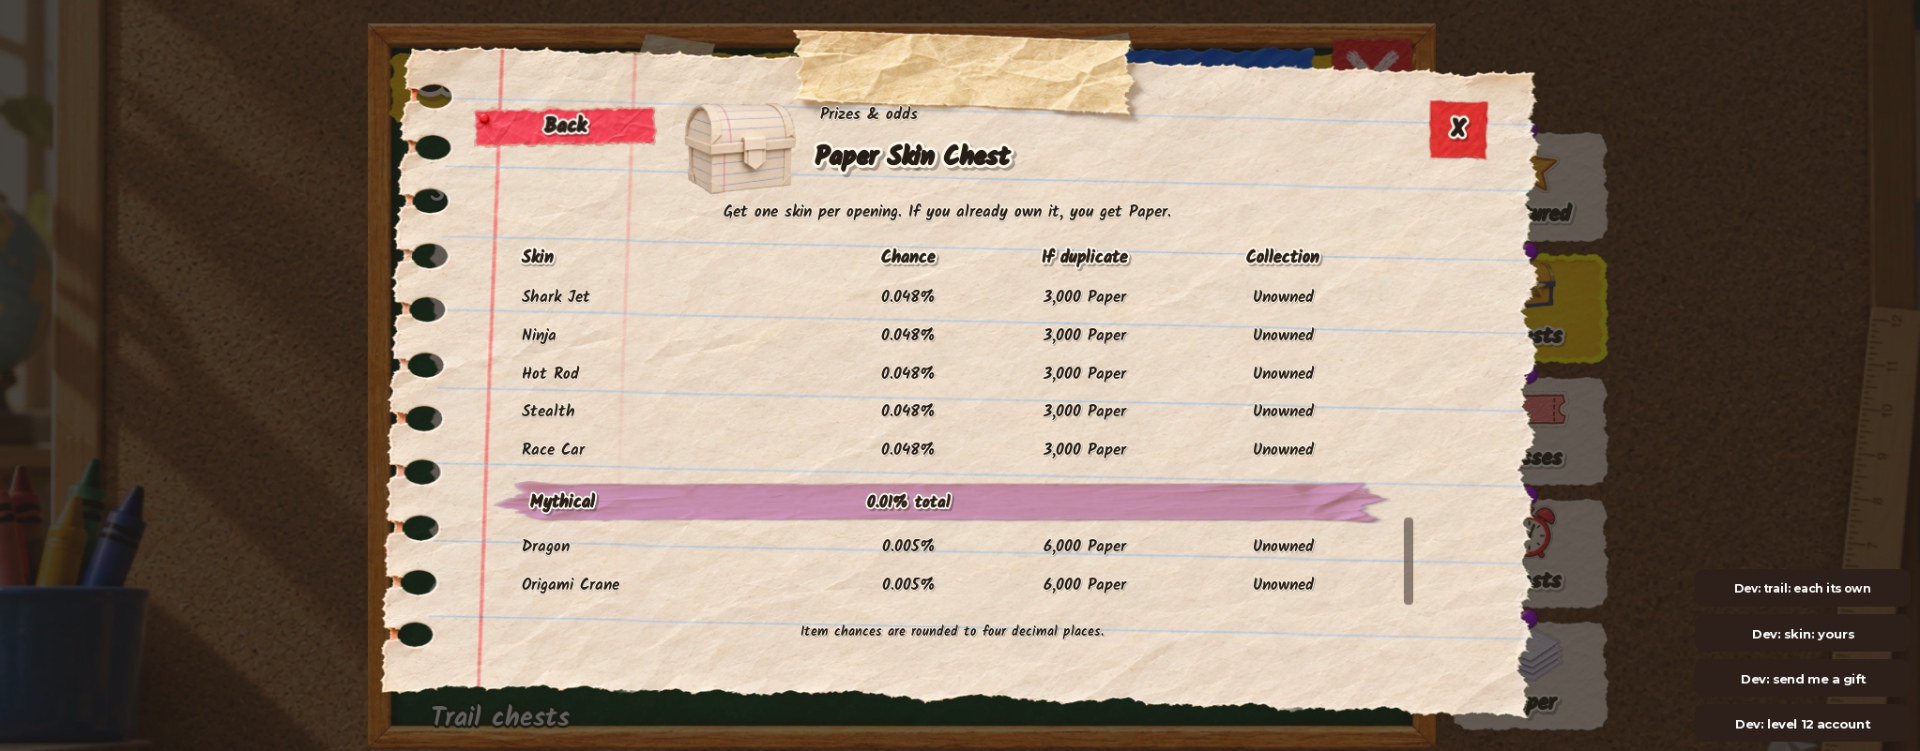 Back
Prizes & odds
Paper Skin Chest
X
Get one skin per opening. If you already own it, you get Paper.
Skin Chance If duplicate Collection
Shark Jet 0.048% 3,000 Paper Unowned
Ninja 0.048% 3,000 Paper Unowned
Hot Rod 0.048% 3,000 Paper Unowned
Stealth 0.048% 3,000 Paper Unowned
Race Car 0.048% 3,000 Paper Unowned
Mythical 0.01% total
Dragon 0.005% 6,000 Paper Unowned
Origami Crane 0.005% 6,000 Paper Unowned
Item chances are rounded to four decimal places.
Trail chests
Dev: trail: each its own
Dev: skin: yours
Dev: send me a gift
Dev: level 12 account